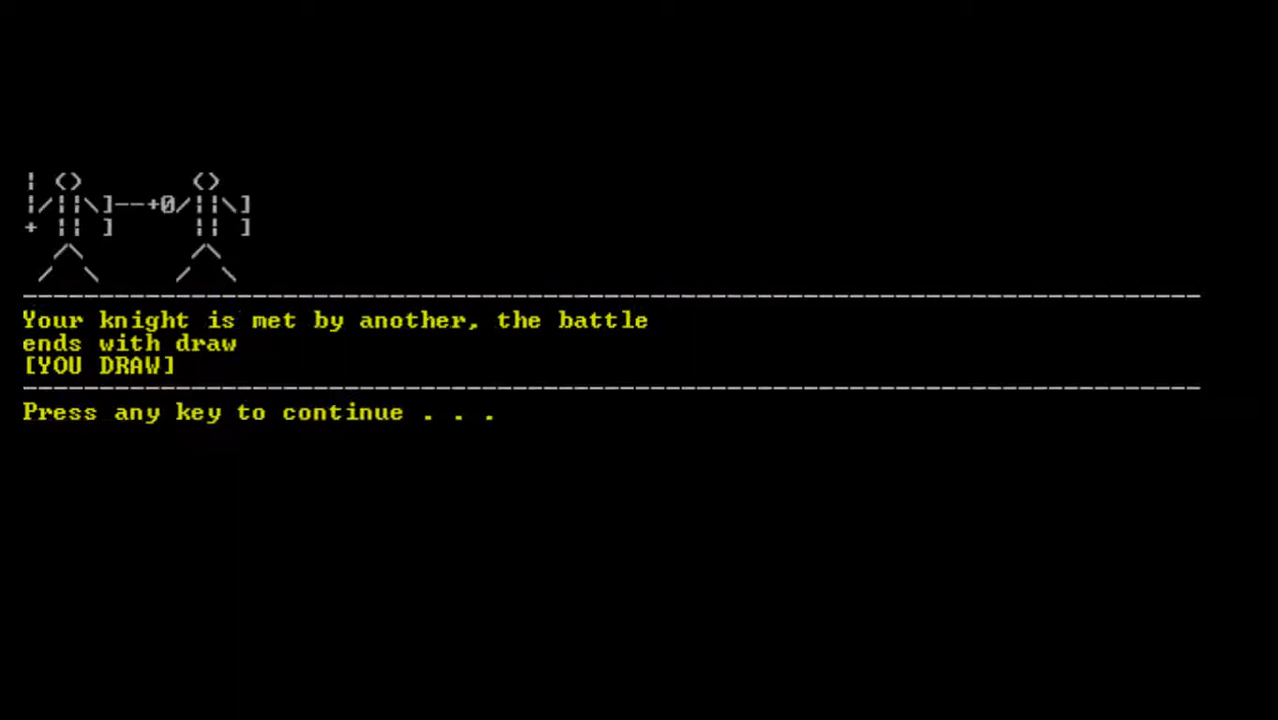 Your knight is met by another, the battle
ends with draw
[YOU DRAW]
Press any key to continue . . .